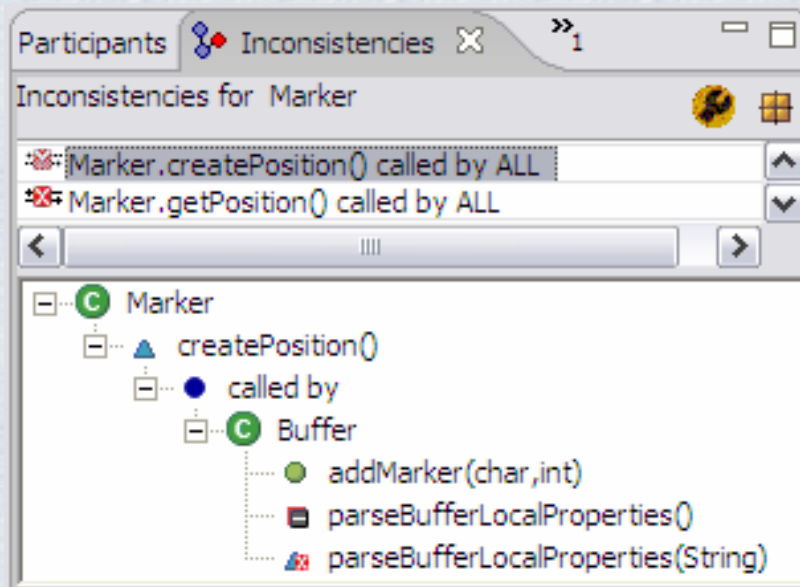 Participants Inconsistencies »1
Inconsistencies for Marker
Marker.createPosition() called by ALL
Marker.getPosition() called by ALL
C Marker
createPosition()
called by
C Buffer
addMarker(char,int)
parseBufferLocalProperties()
parseBufferLocalProperties(String)